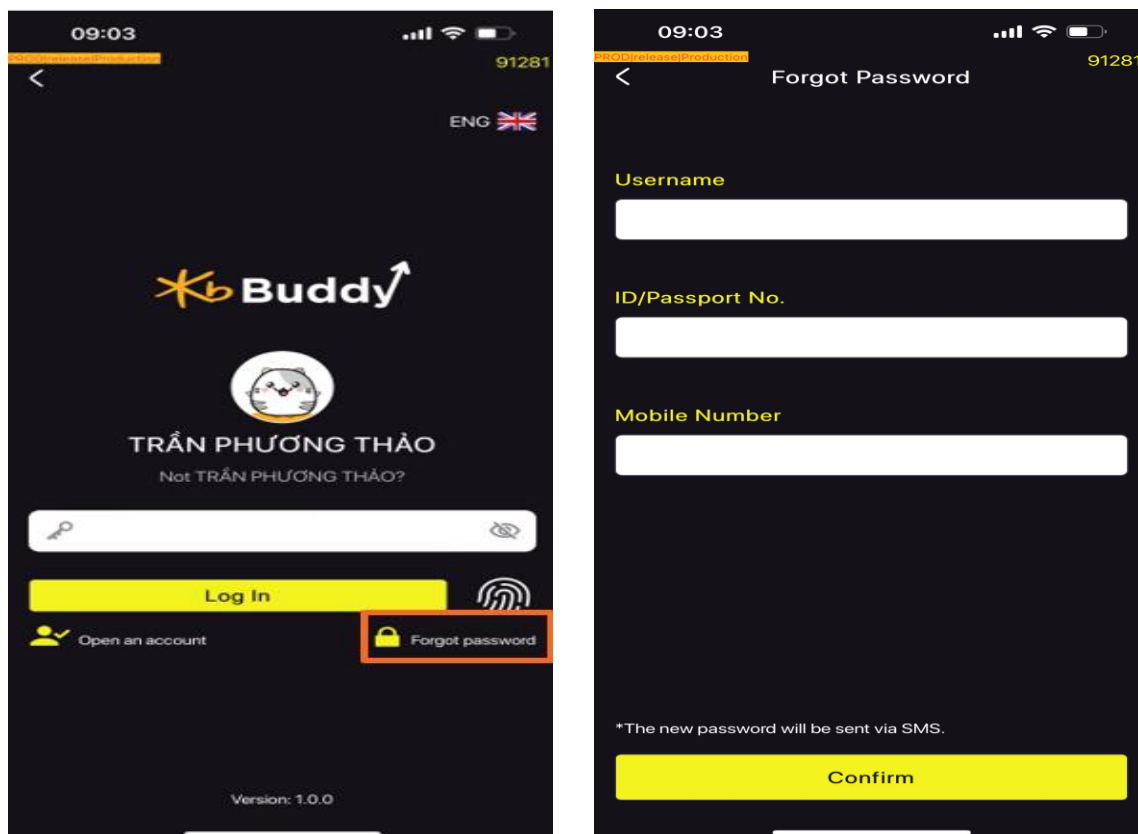 09:03
PROD|release|Production
91281
ENG
Kb Buddy
TRẦN PHƯƠNG THẢO
Not TRẦN PHƯƠNG THẢO?
Log In
Open an account
Forgot password
Version: 1.0.0
09:03
PROD|release|Production
91281
Forgot Password
Username
ID/Passport No.
Mobile Number
*The new password will be sent via SMS.
Confirm